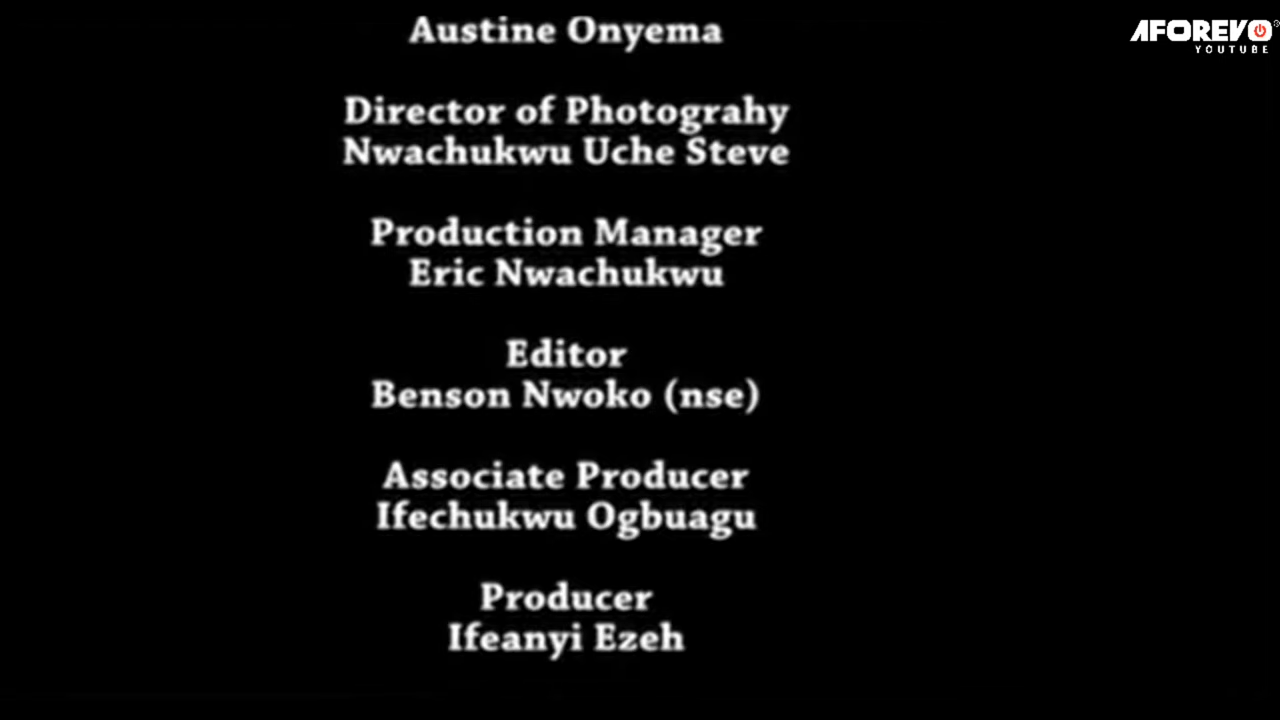 Austine Onyema
Director of Photograhy
Nwachukwu Uche Steve
Production Manager
Eric Nwachukwu
Editor
Benson Nwoko (nse)
Associate Producer
Ifechukwu Ogbuagu
Producer
Ifeanyi Ezeh
AFOREVO
YOUTUBE